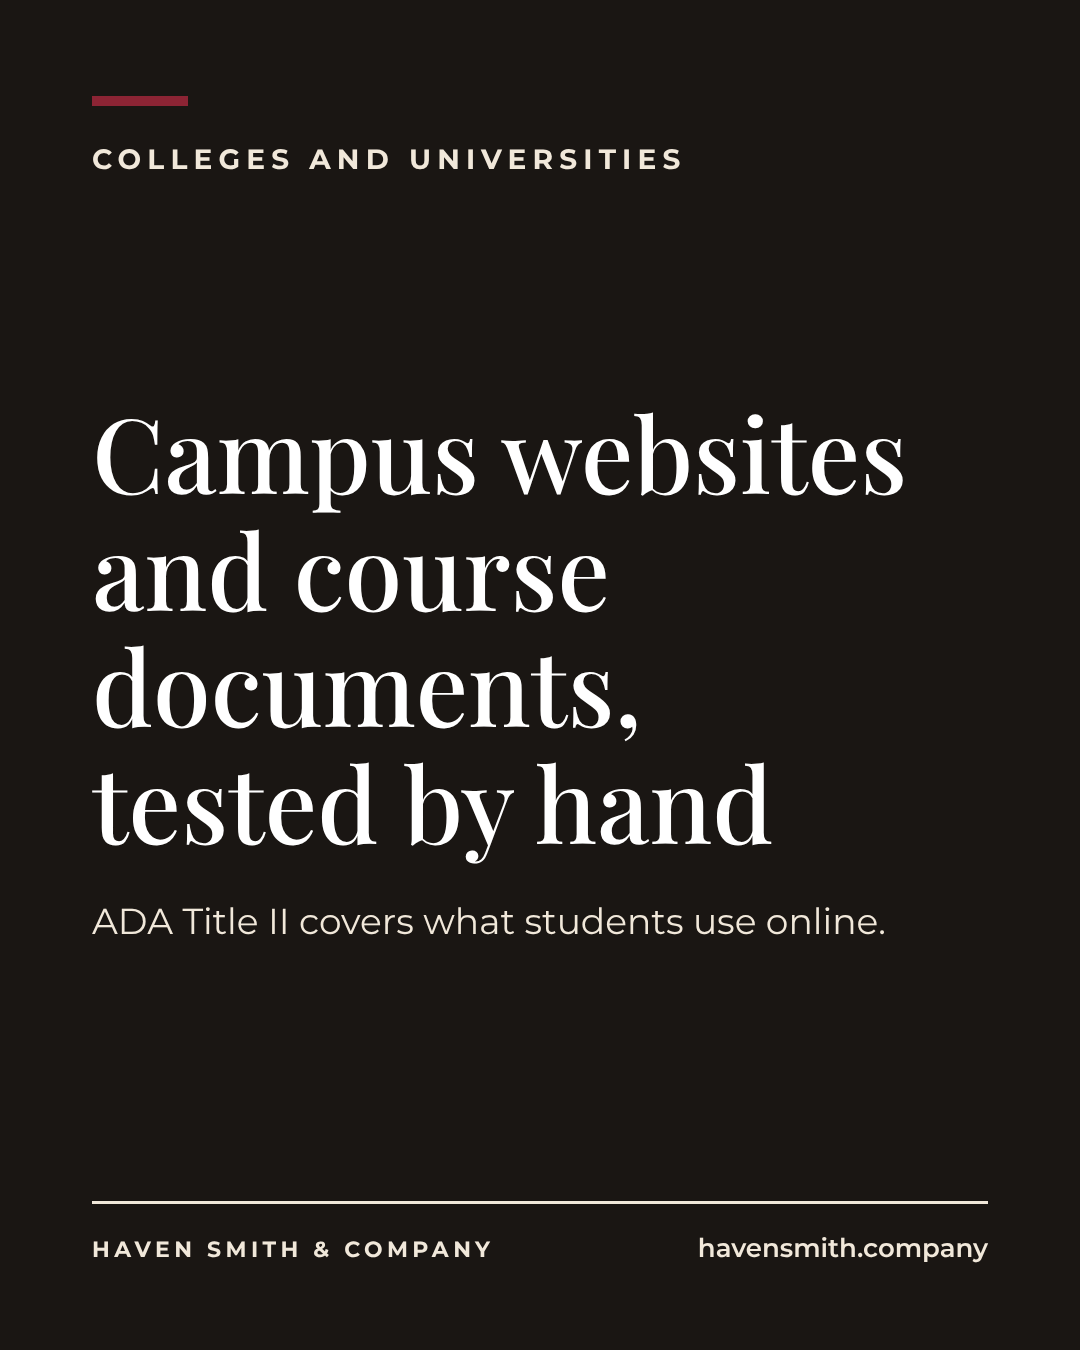 COLLEGES AND UNIVERSITIES
Campus websites
and course
documents,
tested by hand
ADA Title II covers what students use online.
HAVEN SMITH & COMPANY
havensmith.company